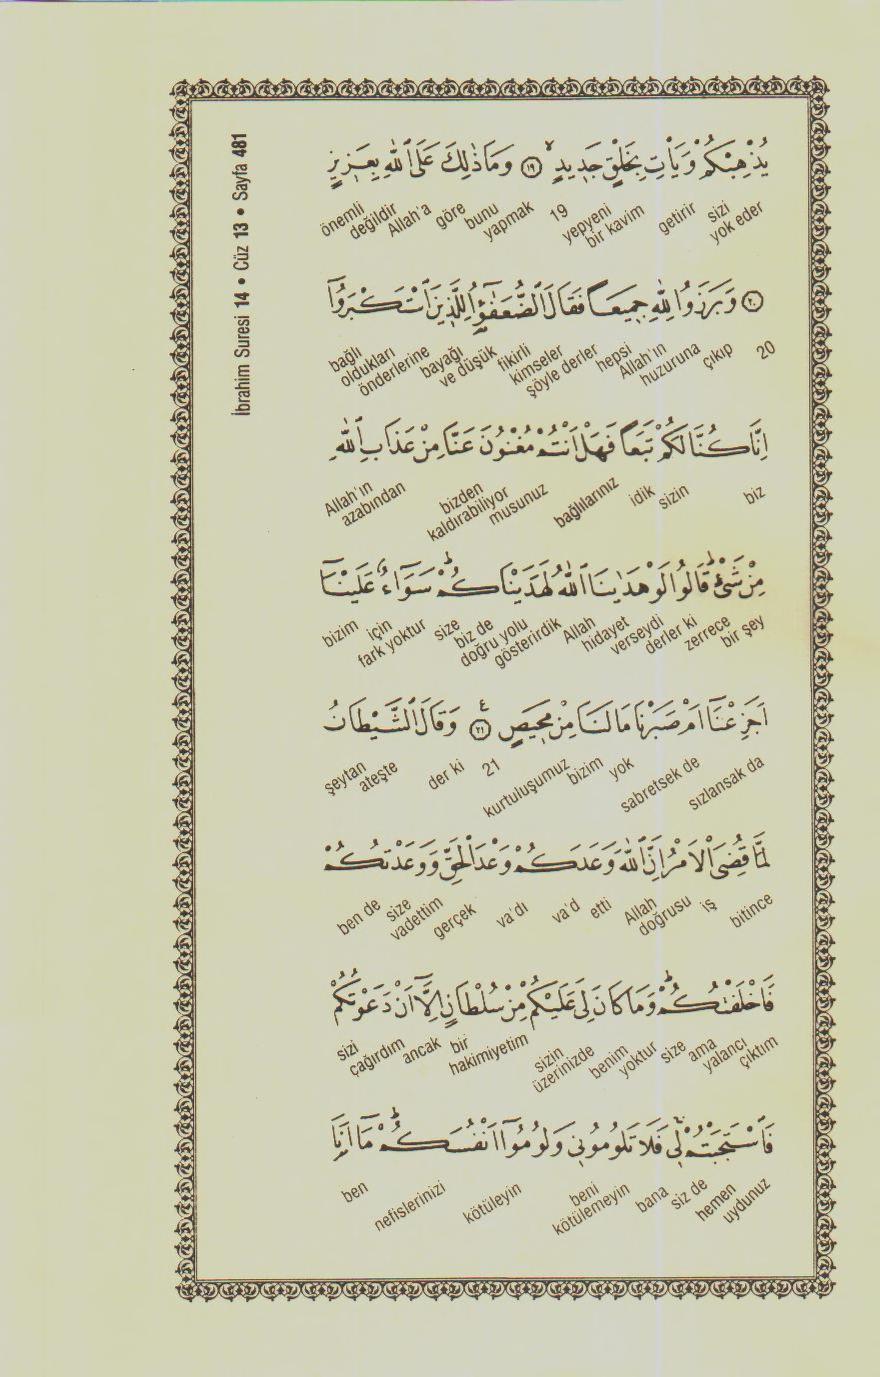 İbrahim Suresi 14 • Cüz 13 • Sayfa 481
يُذْهِبْكُمْ وَيَأْتِ بِخَلْقٍ جَدِيدٍۙ ﴿١٩﴾ وَمَا ذٰلِكَ عَلَى اللّٰهِ بِعَزِيزٍ
yok eder sizi getirir bir kavim yepyeni 19 yapmak bunu göre Allah'a değildir önemli
﴿٢٠﴾ وَبَرَزُوا لِلّٰهِ جَمِيعًا فَقَالَ الضُّعَفٰٓؤُ۬ا لِلَّذِينَ اسْتَكْبَرُٓوا
20 çıkıp huzuruna Allah'ın hepsi şöyle derler kimseler fikirli ve düşük bayağı önderlerine oldukları bağlı
اِنَّا كُنَّا لَكُمْ تَبَعًا فَهَلْ اَنْتُمْ مُغْنُونَ عَنَّا مِنْ عَذَابِ اللّٰهِ
biz sizin idik bağlılarınız musunuz kaldırabiliyor bizden azabından Allah'ın
مِنْ شَيْءٍۜ قَالُوا لَوْ هَدٰينَا اللّٰهُ لَهَدَيْنَاكُمْۜ سَوَٓاءٌ عَلَيْنَٓا
bir şey zerrece derler ki verseydi hidayet Allah gösterirdik doğru yolu biz de size fark yoktur için bizim
اَجَزِعْنَٓا اَمْ صَبَرْنَا مَا لَنَا مِنْ مَحِيصٍ ﴿٢١﴾ وَقَالَ الشَّيْطَانُ
sızlansak da sabretsek de yok bizim kurtuluşumuz 21 der ki ateşte şeytan
لَمَّا قُضِيَ الْاَمْرُ اِنَّ اللّٰهَ وَعَدَكُمْ وَعْدَ الْحَقِّ وَوَعَدْتُكُمْ
bitince iş doğrusu Allah etti va'd va'dı gerçek vadettim size ben de
فَاَخْلَفْتُكُمْۜ وَمَا كَانَ لِيَ عَلَيْكُمْ مِنْ سُلْطَانٍ اِلَّٓا اَنْ دَعَوْتُكُمْ
çıktım yalancı ama size yoktur benim üzerinizde sizin hakimiyetim bir ancak çağırdım sizi
فَاسْتَجَبْتُمْ لِي فَلَا تَلُومُونِي وَلُومُٓوا اَنْفُسَكُمْۜ مَٓا اَنَا۬
uydunuz hemen siz de bana kötülemeyin beni kötüleyin nefislerinizi ben